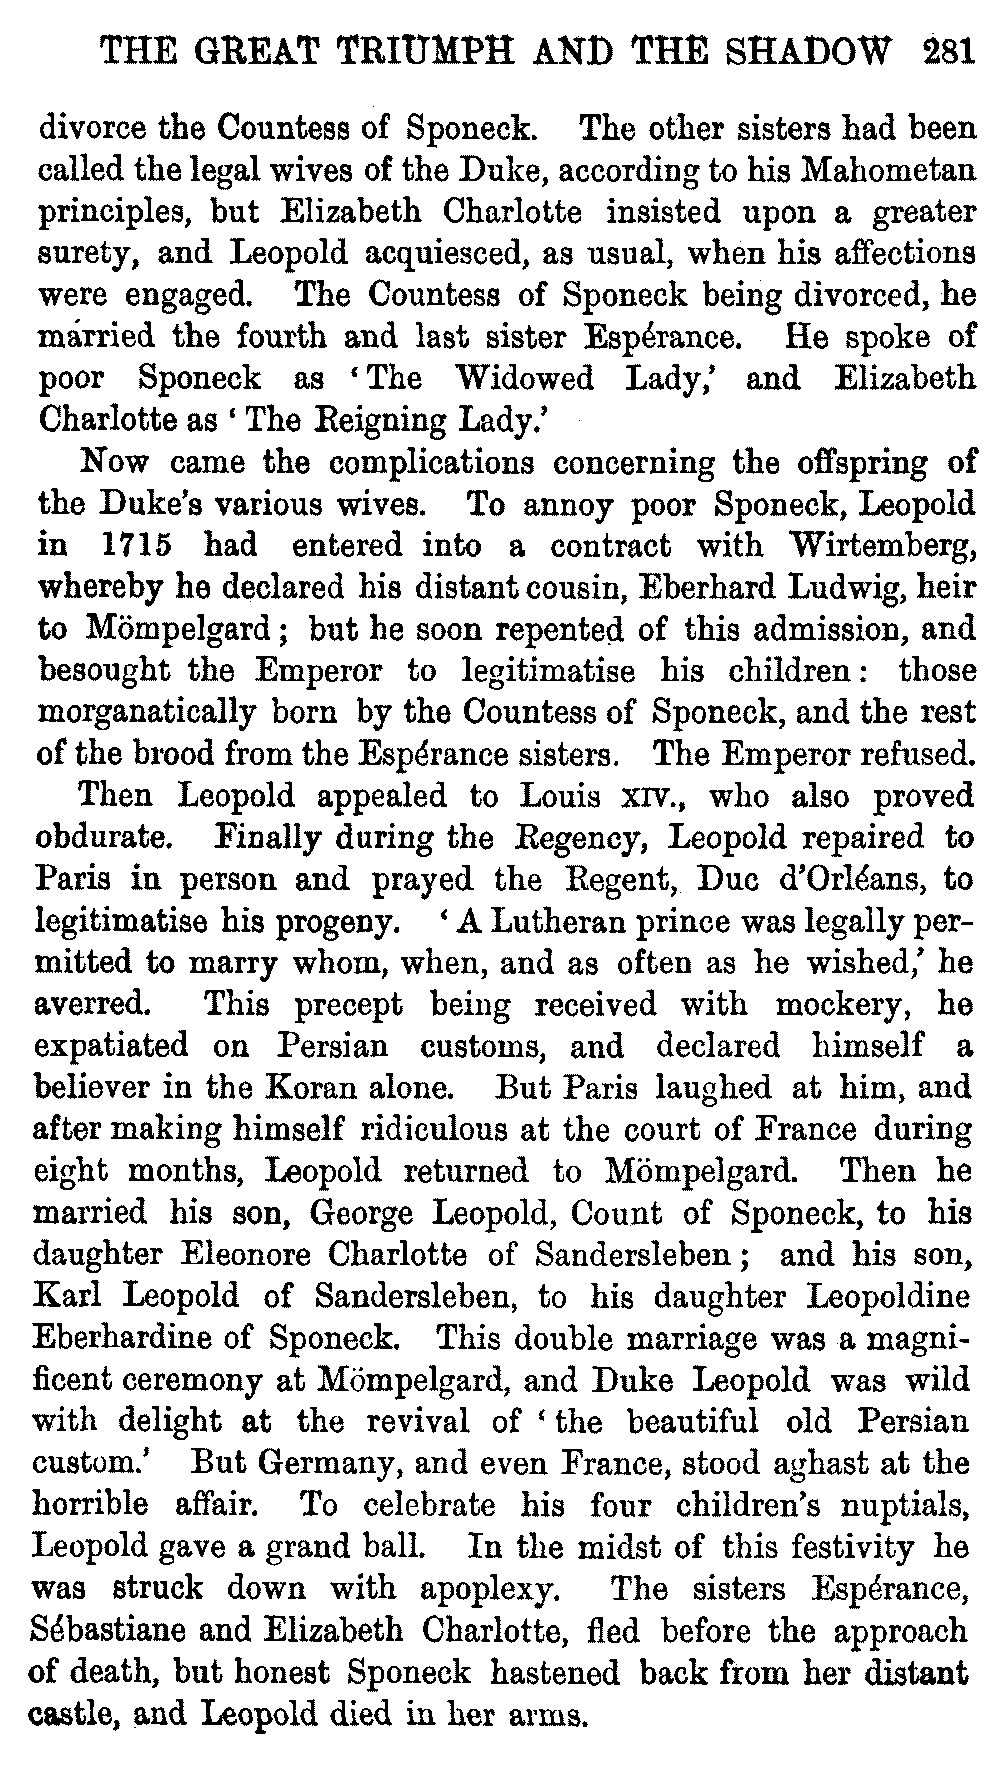 THE GREAT TRIUMPH AND THE SHADOW 281
divorce the Countess of Sponeck. The other sisters had been
called the legal wives of the Duke, according to his Mahometan
principles, but Elizabeth Charlotte insisted upon a greater
surety, and Leopold acquiesced, as usual, when his affections
were engaged. The Countess of Sponeck being divorced, he
married the fourth and last sister Espérance. He spoke of
poor Sponeck as ‘The Widowed Lady,’ and Elizabeth
Charlotte as ‘The Reigning Lady.’
Now came the complications concerning the offspring of
the Duke’s various wives. To annoy poor Sponeck, Leopold
in 1715 had entered into a contract with Wirtemberg,
whereby he declared his distant cousin, Eberhard Ludwig, heir
to Mömpelgard; but he soon repented of this admission, and
besought the Emperor to legitimatise his children: those
morganatically born by the Countess of Sponeck, and the rest
of the brood from the Espérance sisters. The Emperor refused.
Then Leopold appealed to Louis XIV., who also proved
obdurate. Finally during the Regency, Leopold repaired to
Paris in person and prayed the Regent, Duc d’Orléans, to
legitimatise his progeny. ‘A Lutheran prince was legally per-
mitted to marry whom, when, and as often as he wished,’ he
averred. This precept being received with mockery, he
expatiated on Persian customs, and declared himself a
believer in the Koran alone. But Paris laughed at him, and
after making himself ridiculous at the court of France during
eight months, Leopold returned to Mömpelgard. Then he
married his son, George Leopold, Count of Sponeck, to his
daughter Eleonore Charlotte of Sandersleben; and his son,
Karl Leopold of Sandersleben, to his daughter Leopoldine
Eberhardine of Sponeck. This double marriage was a magni-
ficent ceremony at Mömpelgard, and Duke Leopold was wild
with delight at the revival of ‘the beautiful old Persian
custom.’ But Germany, and even France, stood aghast at the
horrible affair. To celebrate his four children’s nuptials,
Leopold gave a grand ball. In the midst of this festivity he
was struck down with apoplexy. The sisters Espérance,
Sébastiane and Elizabeth Charlotte, fled before the approach
of death, but honest Sponeck hastened back from her distant
castle, and Leopold died in her arms.